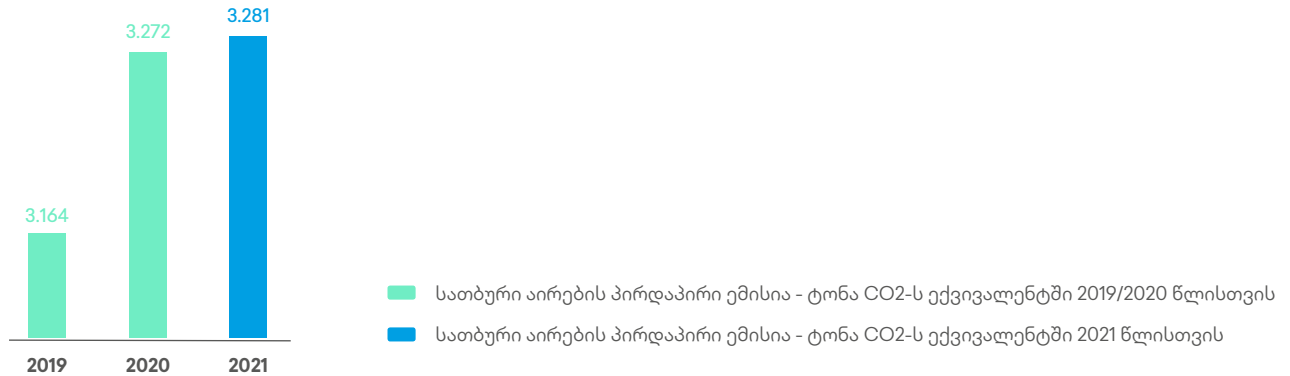 3.281
3.272
3.164
სათბური აირების პირდაპირი ემისია - ტონა CO2-ს ექვივალენტში 2019/2020 წლისთვის
სათბური აირების პირდაპირი ემისია - ტონა CO2-ს ექვივალენტში 2021 წლისთვის
2019 2020 2021